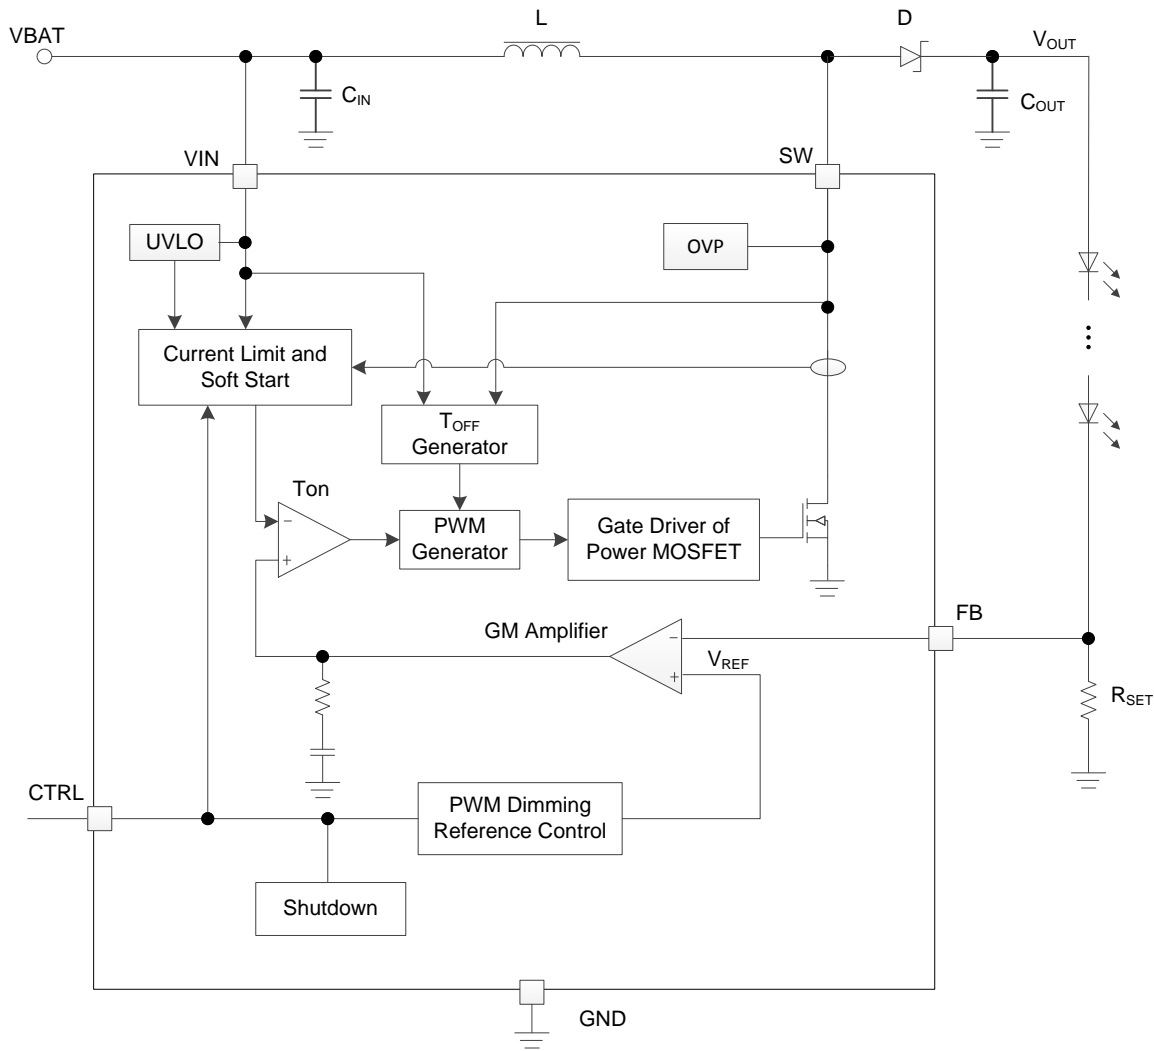 L
D
VBAT
VOUT
CIN
COUT
VIN
SW
UVLO
OVP
Current Limit and
Soft Start
TOFF
Generator
Ton
−
+
PWM
Generator
Gate Driver of
Power MOSFET
FB
GM Amplifier
−
VREF
+
RSET
CTRL
PWM Dimming
Reference Control
Shutdown
GND